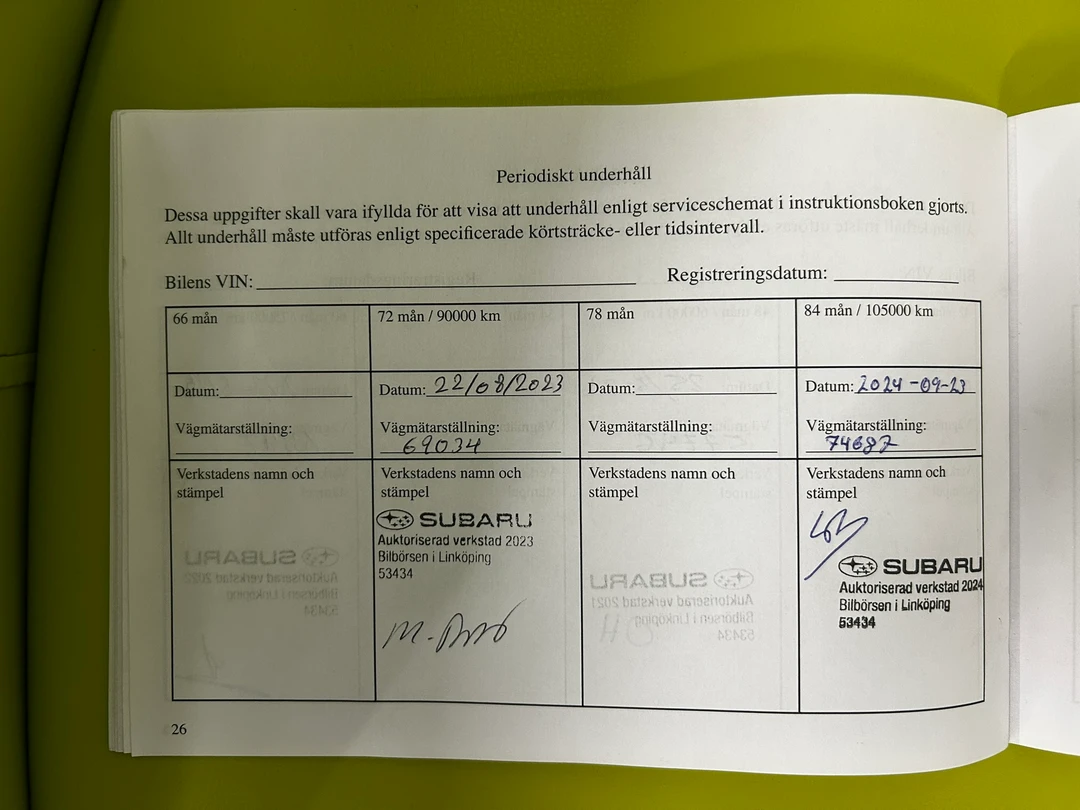 Periodiskt underhåll
Dessa uppgifter skall vara ifyllda för att visa att underhåll enligt serviceschemat i instruktionsboken gjorts.
Allt underhåll måste utföras enligt specificerade körtsträcke- eller tidsintervall.
Bilens VIN:
Registreringsdatum:
66 mån
Datum:
Vägmätarställning:
Verkstadens namn och
stämpel
72 mån / 90000 km
Datum: 22/08/2023
Vägmätarställning:
69034
Verkstadens namn och
stämpel
SUBARU
Auktoriserad verkstad 2023
Bilbörsen i Linköping
53434
78 mån
Datum:
Vägmätarställning:
Verkstadens namn och
stämpel
84 mån / 105000 km
Datum: 2024-09-23
Vägmätarställning:
74687
Verkstadens namn och
stämpel
SUBARU
Auktoriserad verkstad 2024
Bilbörsen i Linköping
53434
26